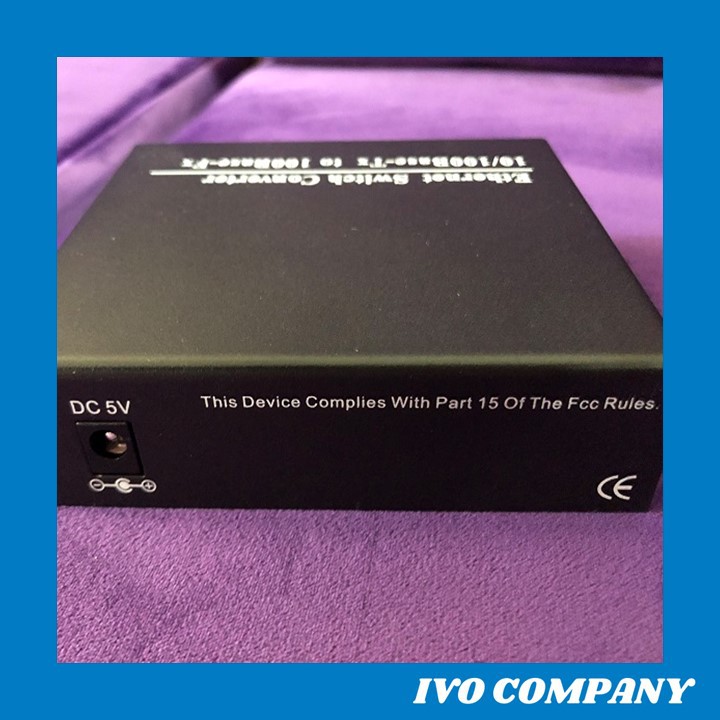 10/100Base-Tx to 100Base-Fx
Ethernet Switch Converter
DC 5V
This Device Complies With Part 15 Of The Fcc Rules.
CE
IVO COMPANY